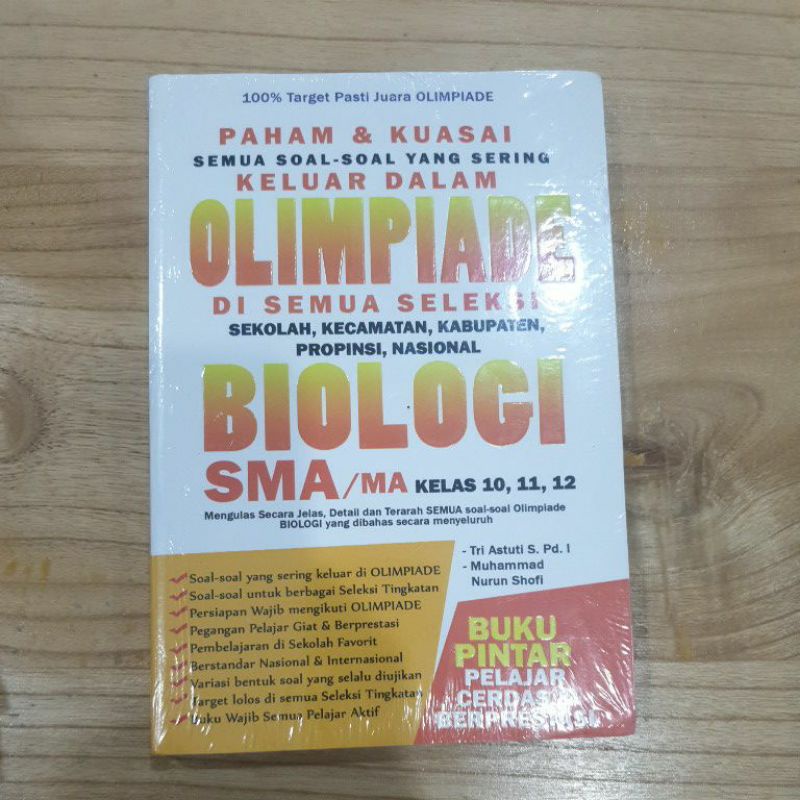 100% Target Pasti Juara OLIMPIADE
PAHAM & KUASAI
SEMUA SOAL-SOAL YANG SERING
KELUAR DALAM
OLIMPIADE
DI SEMUA SELEKSI
SEKOLAH, KECAMATAN, KABUPATEN,
PROPINSI, NASIONAL
BIOLOGI
SMA/MA KELAS 10, 11, 12
Mengulas Secara Jelas, Detail dan Terarah SEMUA soal-soal Olimpiade
BIOLOGI yang dibahas secara menyeluruh
- Tri Astuti S. Pd. I
- Muhammad
Nurun Shofi
Soal-soal yang sering keluar di OLIMPIADE
Soal-soal untuk berbagai Seleksi Tingkatan
Persiapan Wajib mengikuti OLIMPIADE
Pegangan Pelajar Giat & Berprestasi
Pembelajaran di Sekolah Favorit
Berstandar Nasional & Internasional
Variasi bentuk soal yang selalu diujikan
Target lolos di semua Seleksi Tingkatan
Buku Wajib Semua Pelajar Aktif
BUKU
PINTAR
PELAJAR
CERDAS &
BERPRESTASI